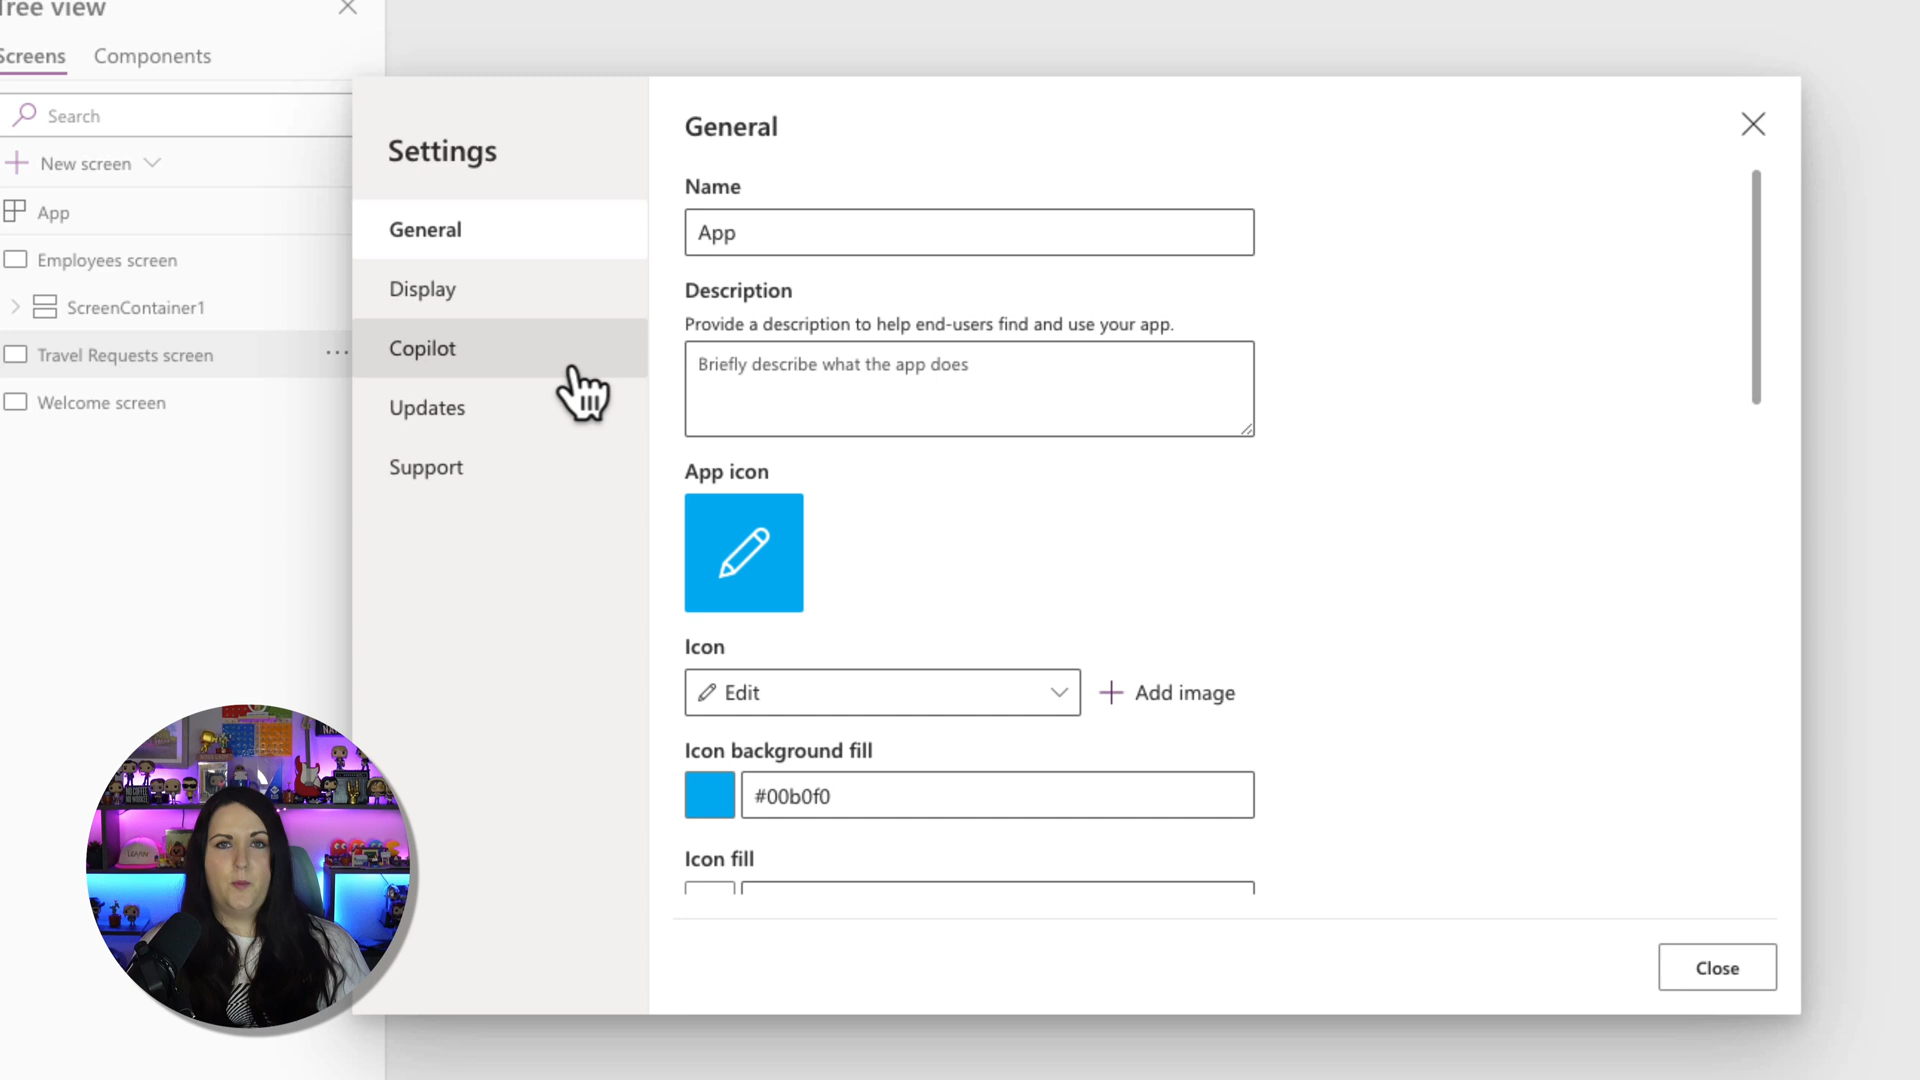 Tree view
Screens Components
Search
New screen
App
Employees screen
ScreenContainer1
Travel Requests screen
Welcome screen
Settings
General
Display
Copilot
Updates
Support
General
Name
App
Description
Provide a description to help end-users find and use your app.
Briefly describe what the app does
App icon
Icon
Edit
Add image
Icon background fill
#00b0f0
Icon fill
Close
LEARN